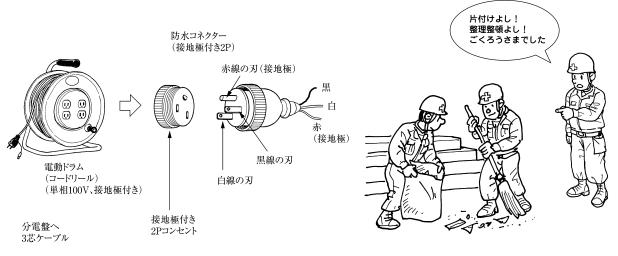 防水コネクター
（接地極付き2P）
赤線の刃（接地極）
黒
白
赤
（接地極）
黒線の刃
白線の刃
電動ドラム
（コードリール）
（単相100V、接地極付き）
接地極付き
2Pコンセント
分電盤へ
3芯ケーブル
片付けよし！
整理整頓よし！
ごくろうさまでした